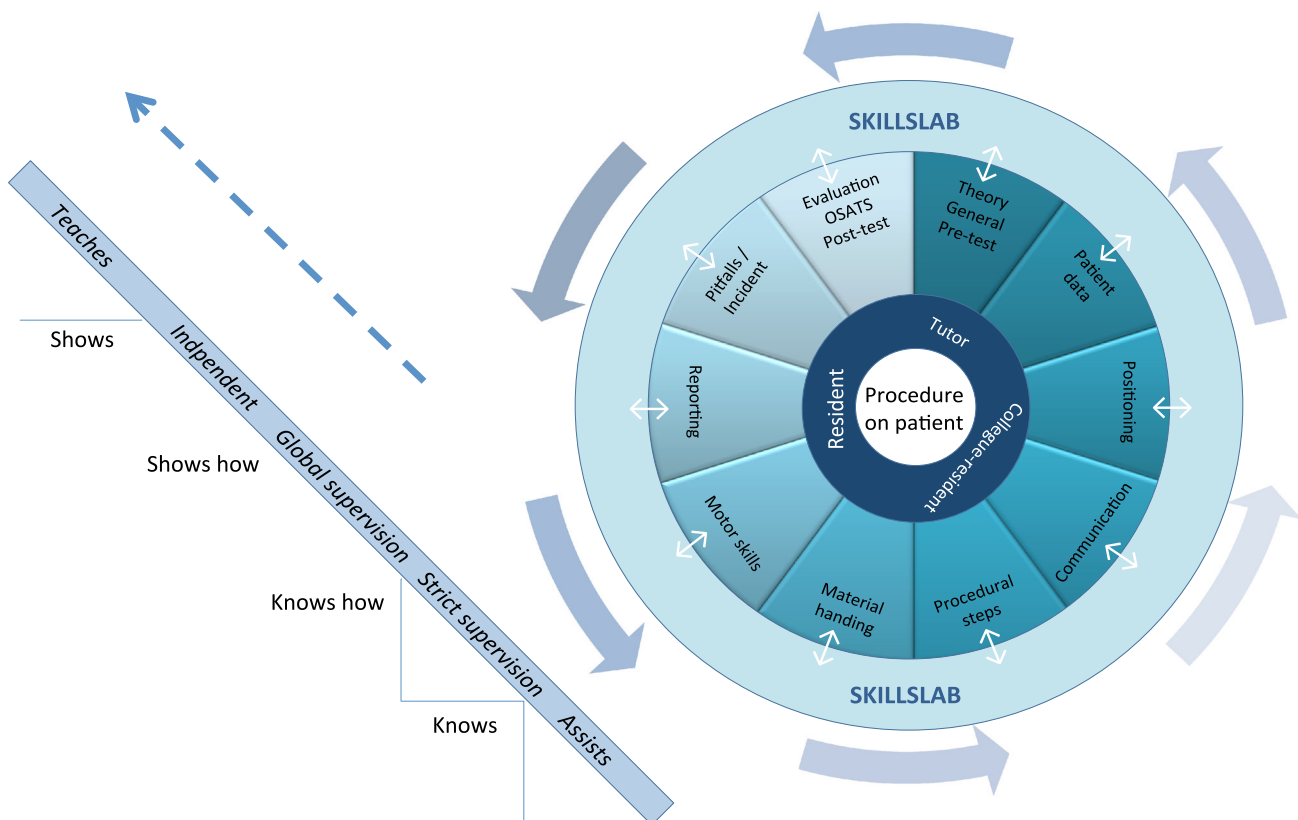 Teaches
Indpendent
Global supervision
Strict supervision
Assists
Shows
Shows how
Knows how
Knows
SKILLSLAB
Theory
General
Pre-test
Patient
data
Positioning
Communication
Procedural
steps
Material
handing
Motor skills
Reporting
Pitfalls /
Incident
Evaluation
OSATS
Post-test
Tutor
Collegue-resident
Resident
Procedure
on patient
SKILLSLAB